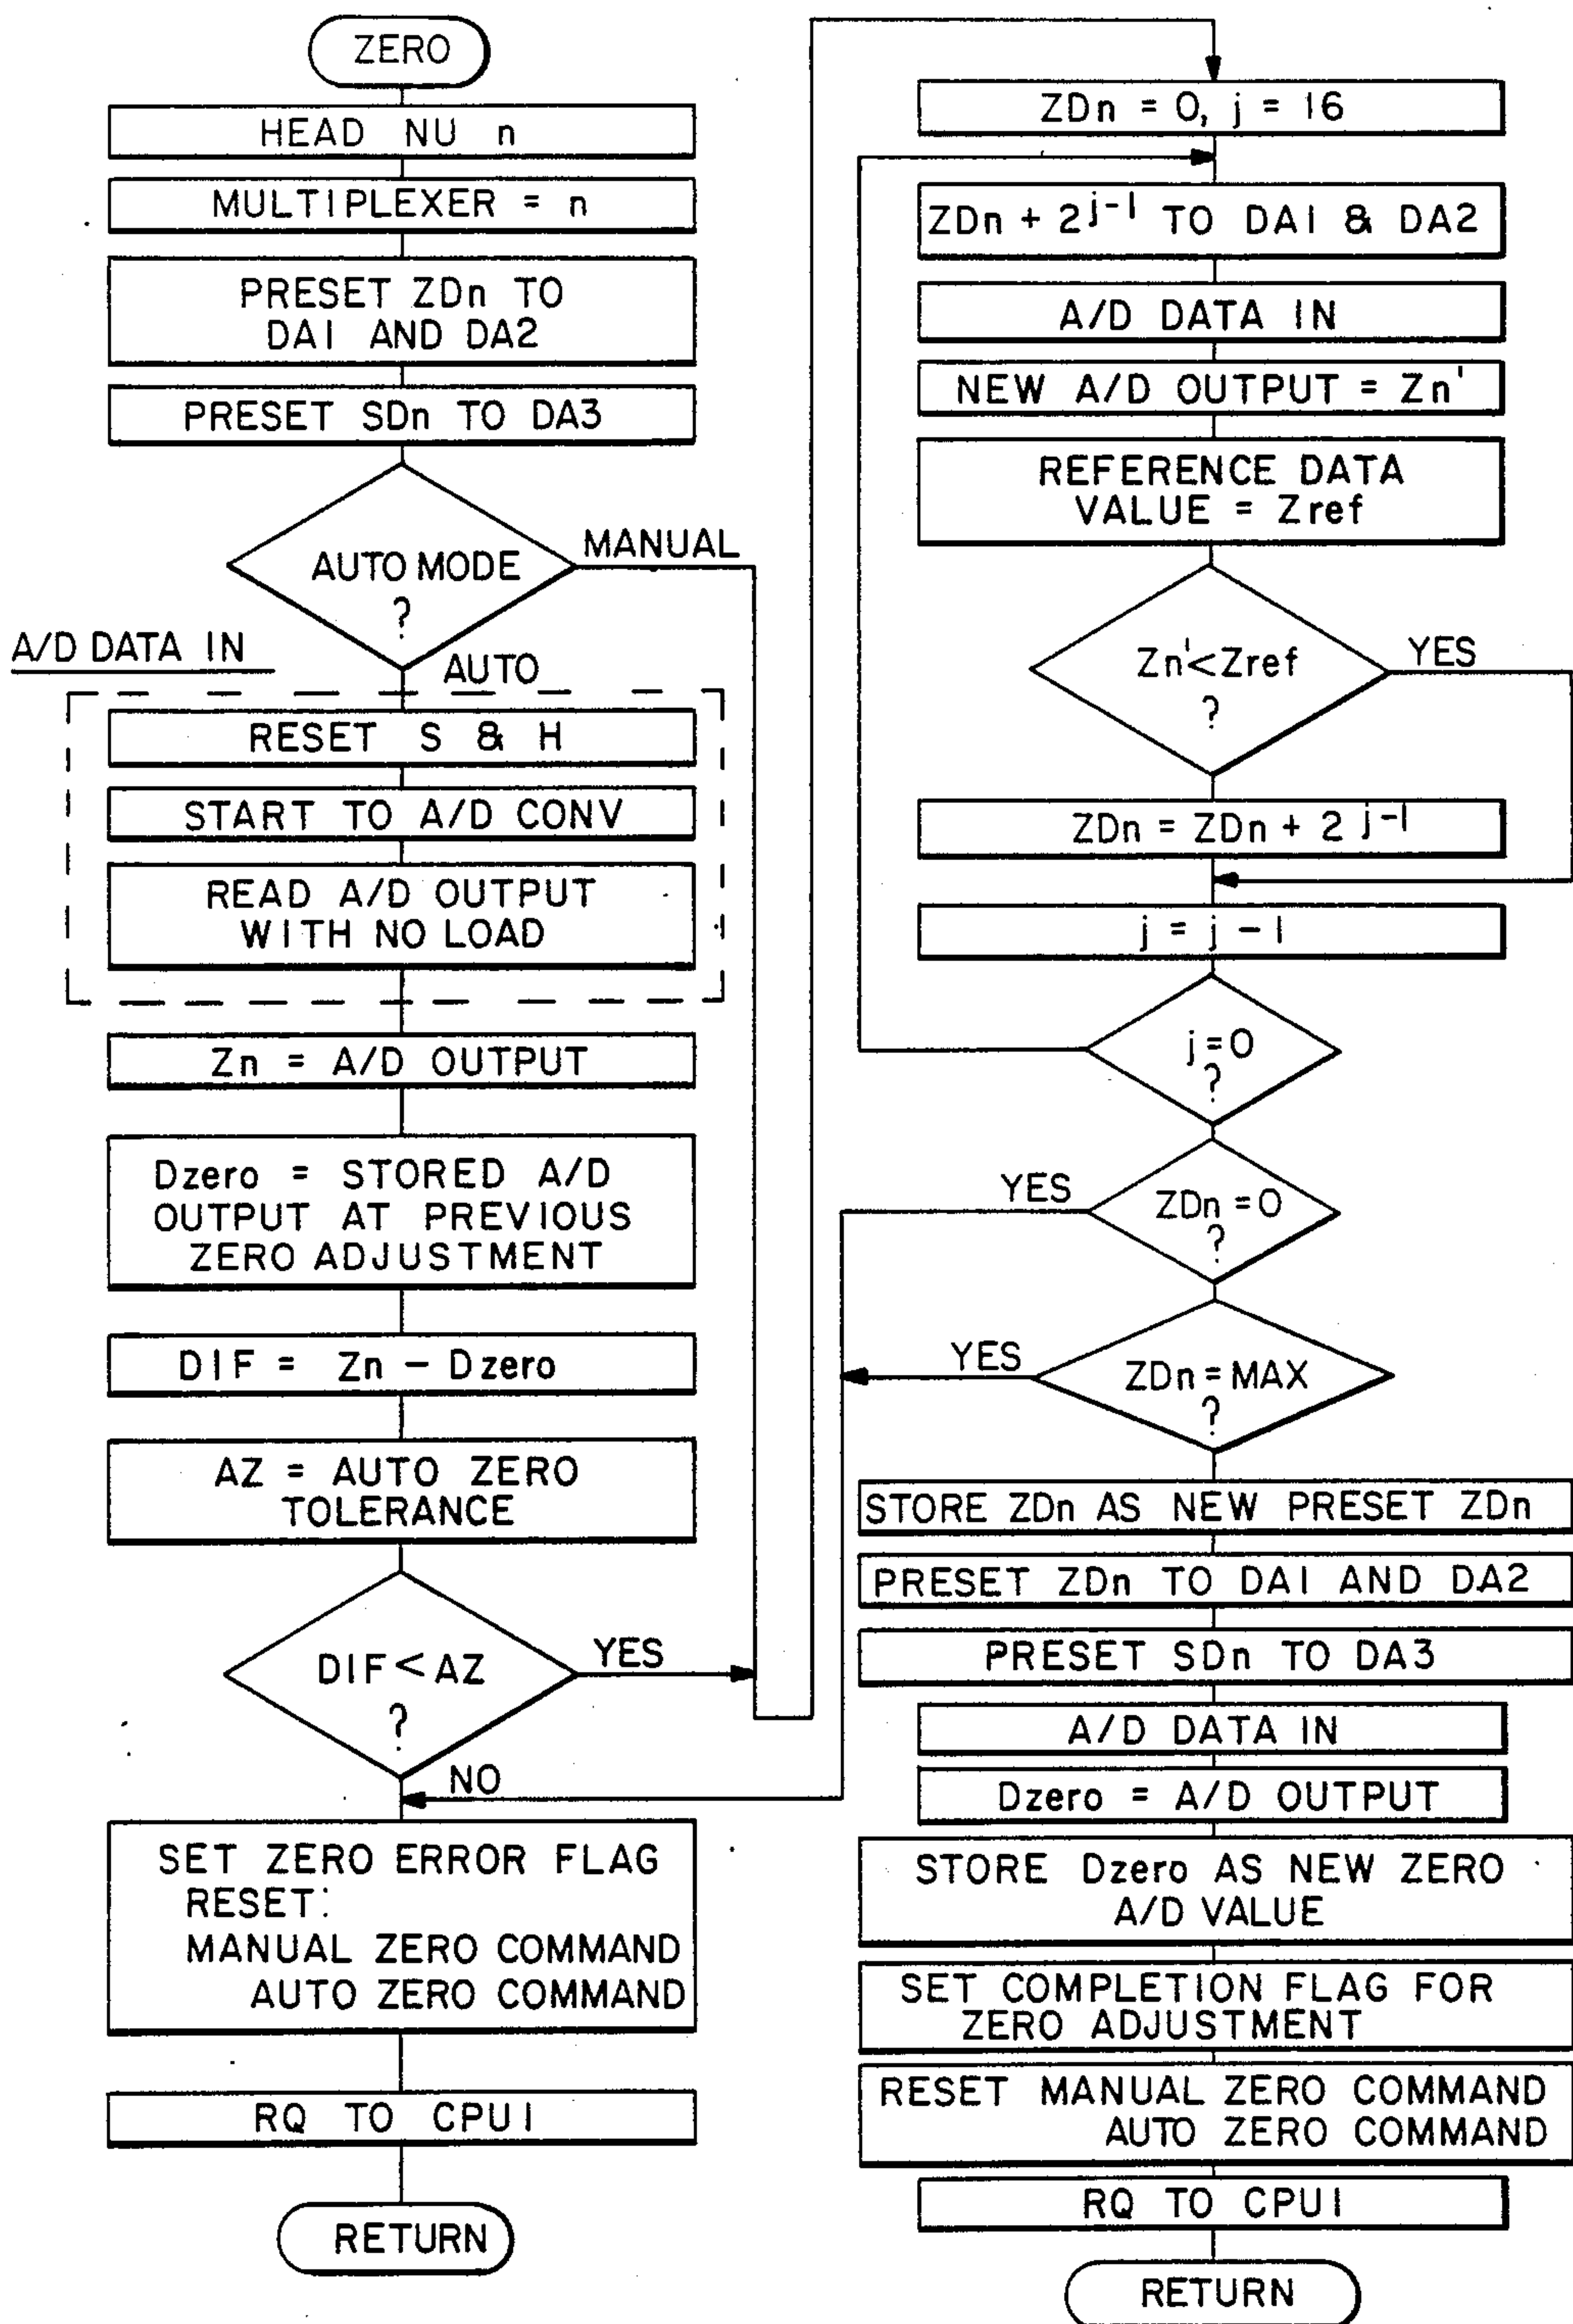 ZERO
HEAD NU n
MULTIPLEXER = n
PRESET ZDn TO
DA1 AND DA2
PRESET SDn TO DA3
AUTO MODE
?
MANUAL
A/D DATA IN
AUTO
RESET S & H
START TO A/D CONV
READ A/D OUTPUT
WITH NO LOAD
Zn = A/D OUTPUT
Dzero = STORED A/D
OUTPUT AT PREVIOUS
ZERO ADJUSTMENT
DIF = Zn - Dzero
AZ = AUTO ZERO
TOLERANCE
DIF < AZ
?
YES
NO
SET ZERO ERROR FLAG
RESET:
MANUAL ZERO COMMAND
AUTO ZERO COMMAND
RQ TO CPU1
RETURN
ZDn = 0, j = 16
ZDn + 2^j-1 TO DA1 & DA2
A/D DATA IN
NEW A/D OUTPUT = Zn'
REFERENCE DATA
VALUE = Zref
Zn'<Zref
?
YES
ZDn = ZDn + 2^j-1
j = j - 1
j = 0
?
ZDn = 0
?
YES
ZDn = MAX
?
YES
STORE ZDn AS NEW PRESET ZDn
PRESET ZDn TO DA1 AND DA2
PRESET SDn TO DA3
A/D DATA IN
Dzero = A/D OUTPUT
STORE Dzero AS NEW ZERO
A/D VALUE
SET COMPLETION FLAG FOR
ZERO ADJUSTMENT
RESET MANUAL ZERO COMMAND
AUTO ZERO COMMAND
RQ TO CPU1
RETURN